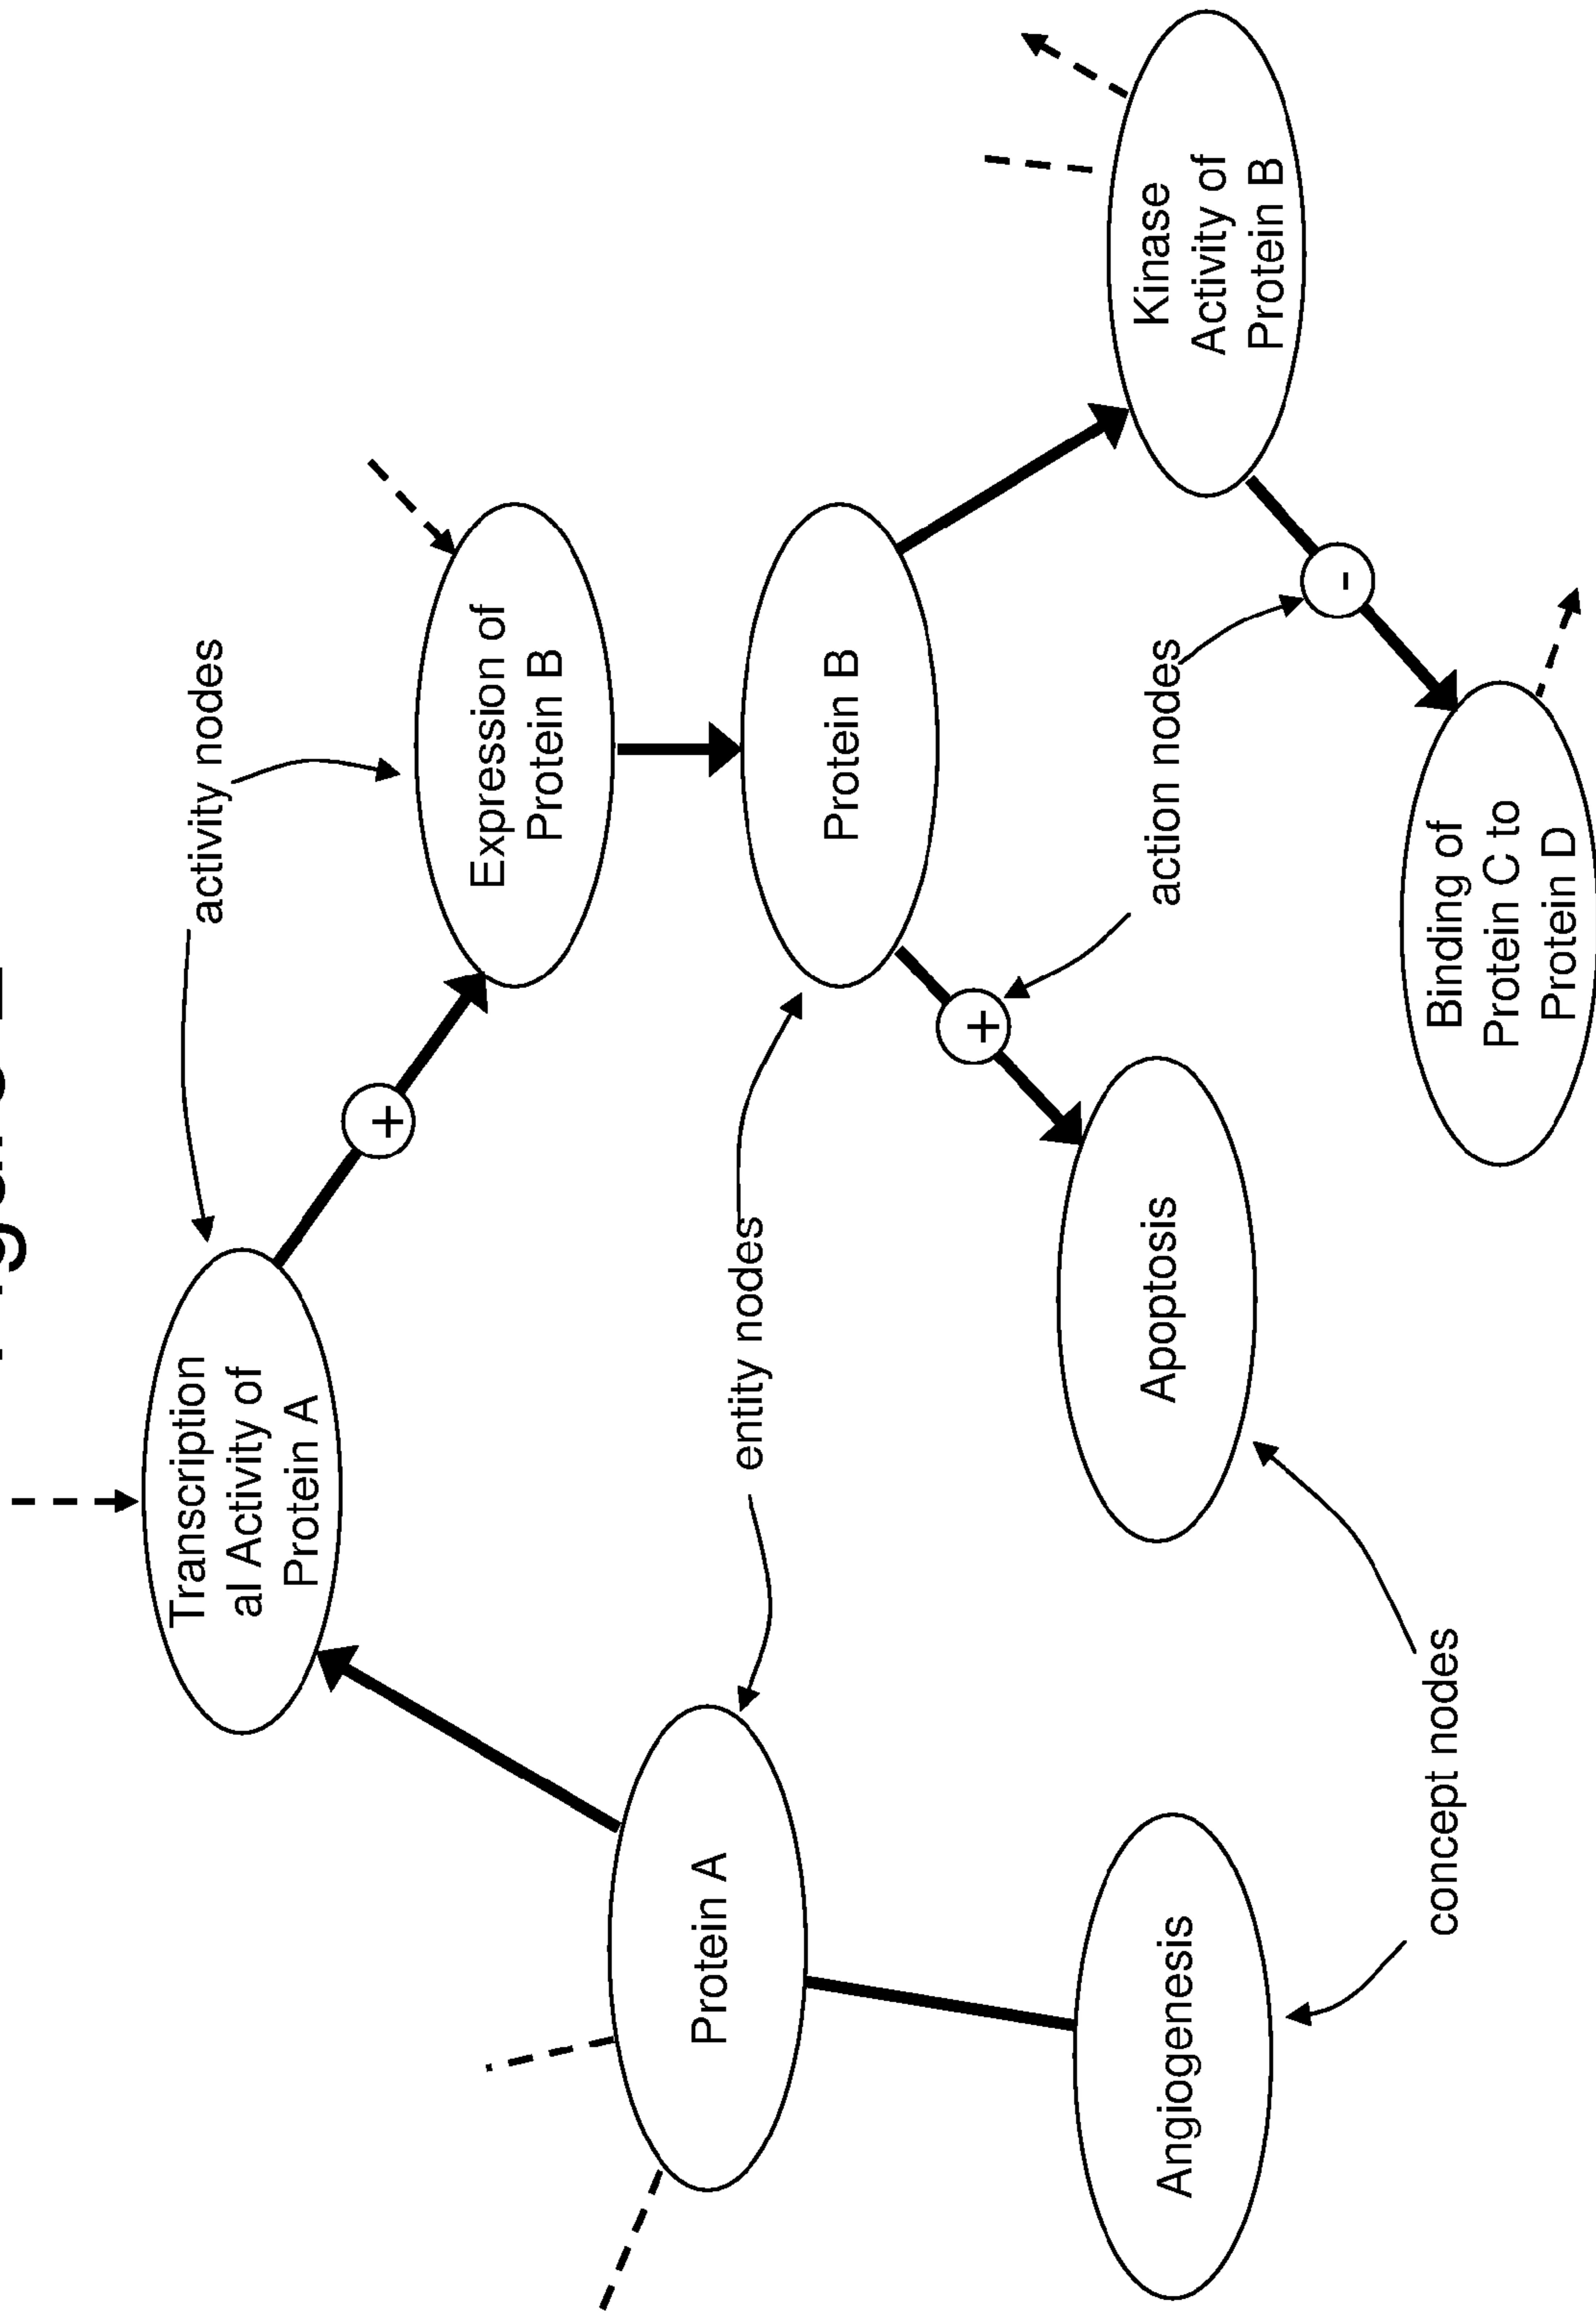 Transcription
al Activity of
Protein A
activity nodes
+
Expression of
Protein B
Protein A
entity nodes
Protein B
+
Angiogenesis
Apoptosis
action nodes
Kinase
Activity of
Protein B
-
concept nodes
Binding of
Protein C to
Protein D